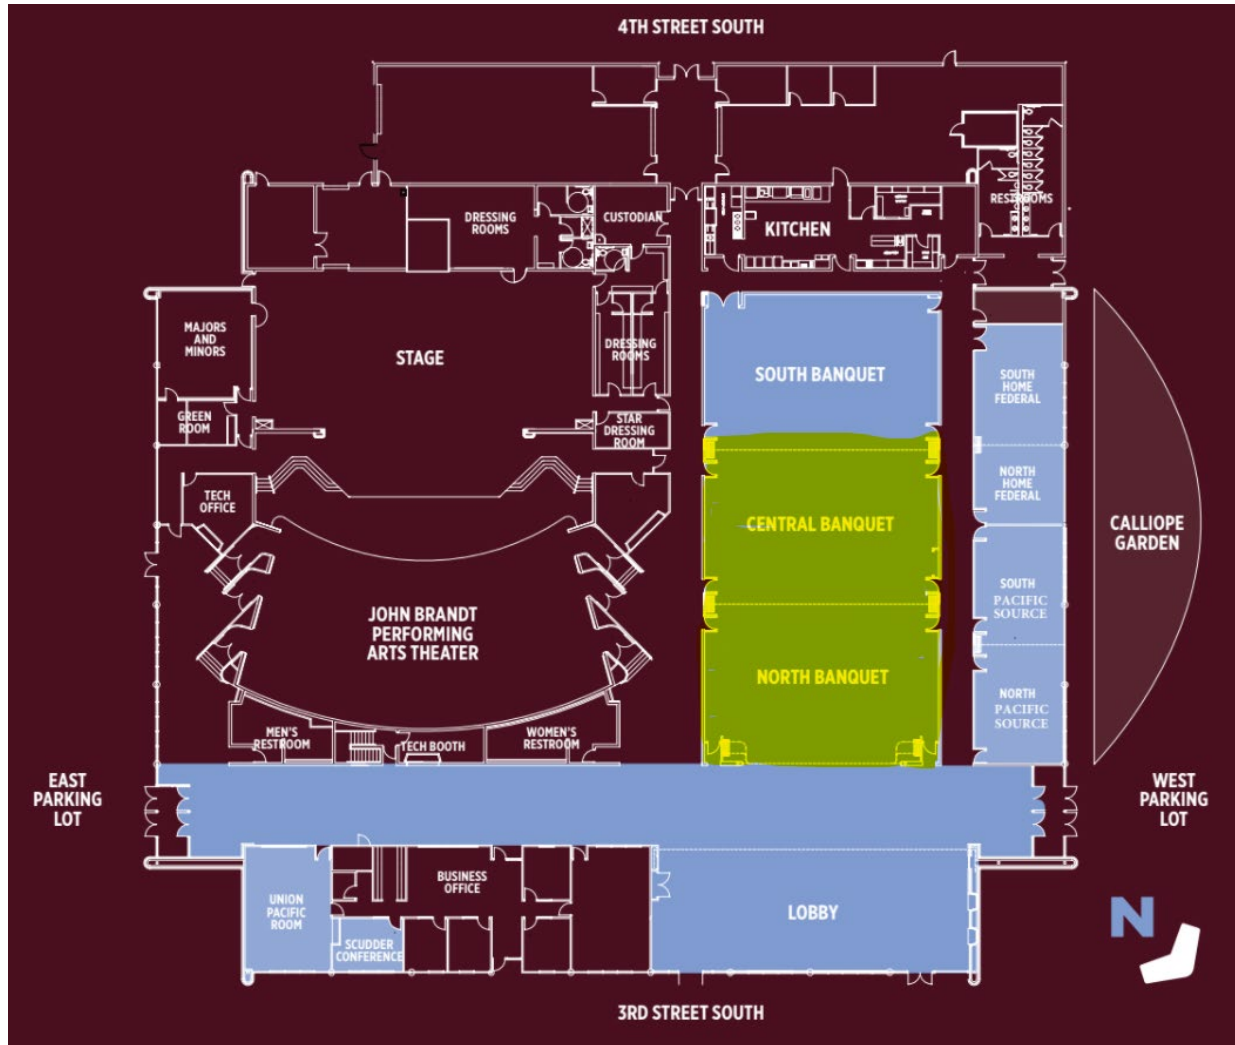 4TH STREET SOUTH
RESTROOMS
DRESSING
ROOMS
CUSTODIAN
KITCHEN
MAJORS
AND
MINORS
STAGE
DRESSING
ROOMS
SOUTH BANQUET
SOUTH
HOME
FEDERAL
GREEN
ROOM
STAR
DRESSING
ROOM
TECH
OFFICE
NORTH
HOME
FEDERAL
CENTRAL BANQUET
CALLIOPE
GARDEN
JOHN BRANDT
PERFORMING
ARTS THEATER
SOUTH
PACIFIC
SOURCE
NORTH BANQUET
NORTH
PACIFIC
SOURCE
MEN'S
RESTROOM
TECH BOOTH
WOMEN'S
RESTROOM
EAST
PARKING
LOT
WEST
PARKING
LOT
UNION
PACIFIC
ROOM
BUSINESS
OFFICE
SCUDDER
CONFERENCE
LOBBY
N
3RD STREET SOUTH